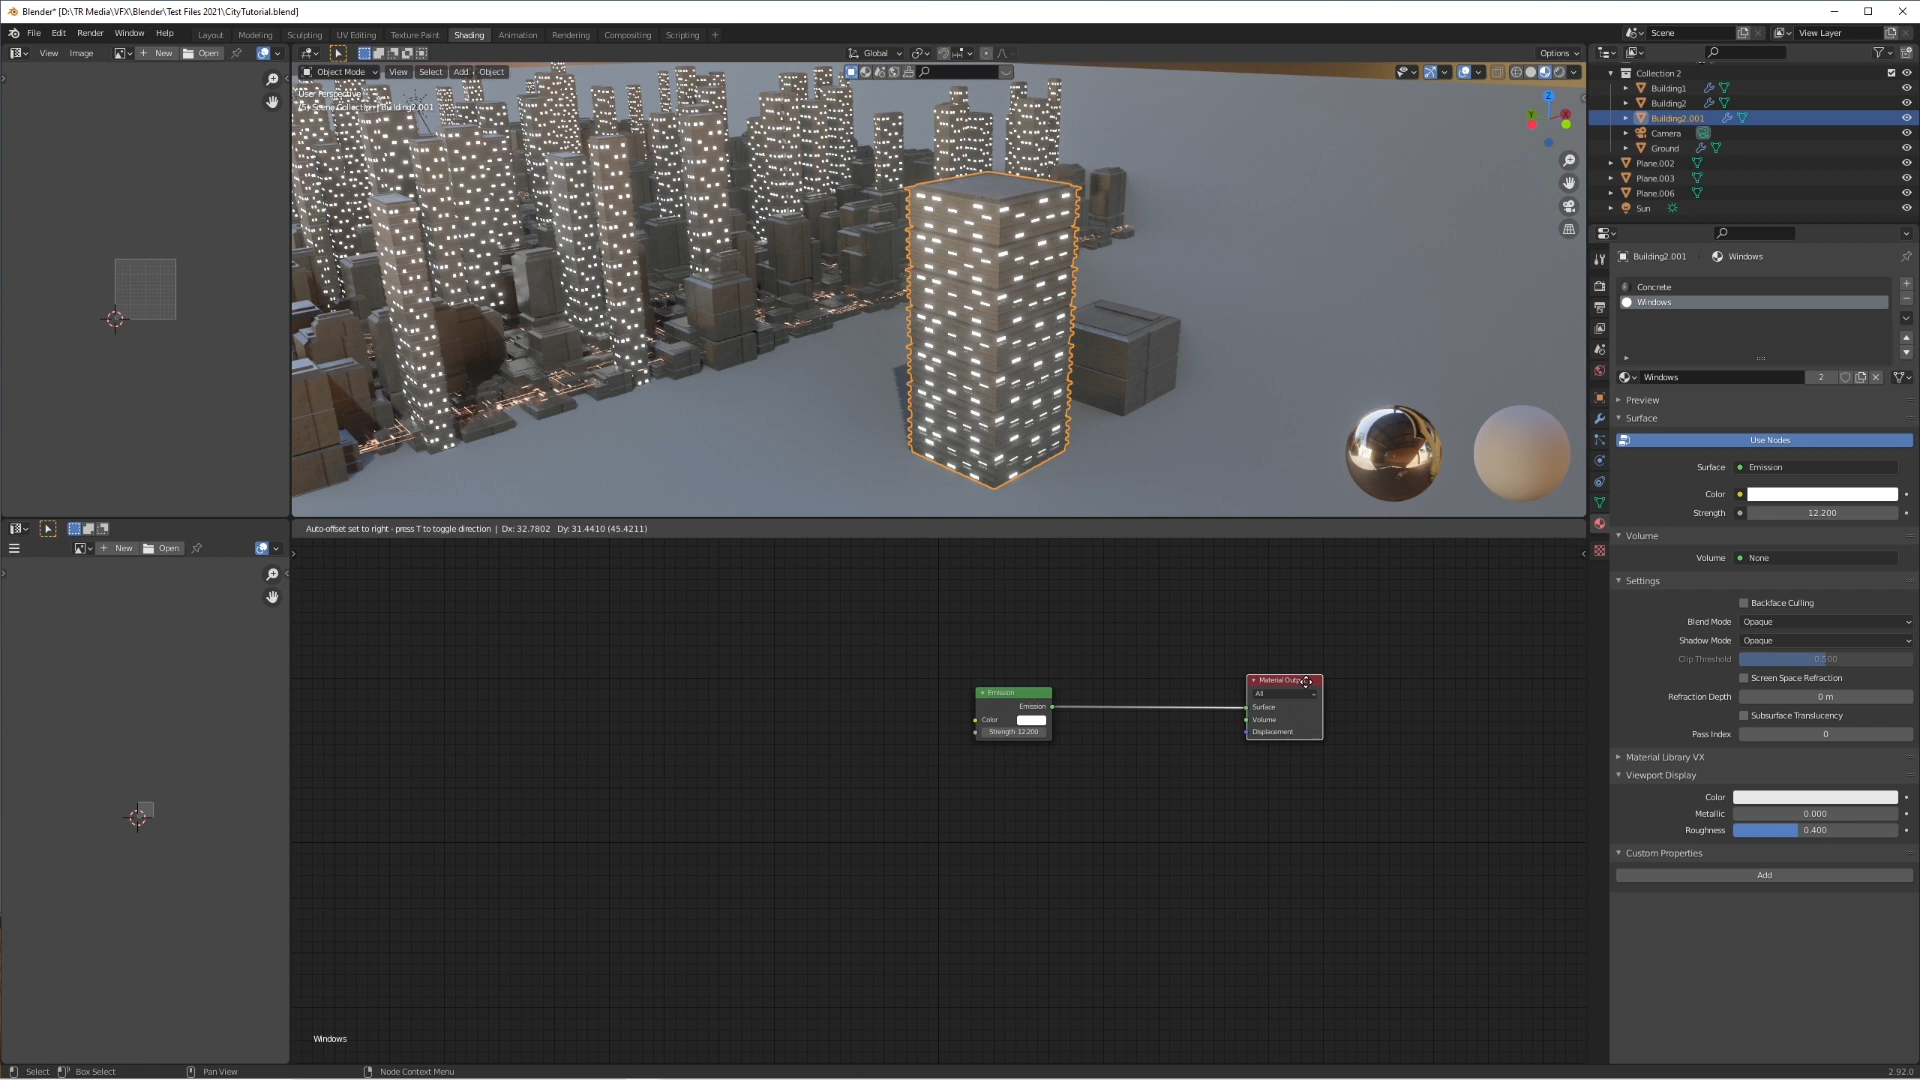 Blender* [D:\TR Media\VFX\Blender\Test Files 2021\CityTutorial.blend]
File Edit Render Window Help Layout Modeling Sculpting UV Editing Texture Paint Shading Animation Rendering Compositing Scripting + Scene View Layer
View Image New Open Global Options
Object Mode View Select Add Object
User Perspective
Scene Collection | Building2.001
Z
Y
X
Collection 2
Building1
Building2
Building2.001
Camera
Ground
Plane.002
Plane.003
Plane.006
Sun
Building2.001 Windows
Concrete
Windows
Windows 2
Preview
Surface
Use Nodes
Surface Emission
Color
Strength 12.200
Volume
Volume None
Settings
Backface Culling
Blend Mode Opaque
Shadow Mode Opaque
Clip Threshold 0.500
Screen Space Refraction
Refraction Depth 0 m
Subsurface Translucency
Pass Index 0
Material Library VX
Viewport Display
Color
Metallic 0.000
Roughness 0.400
Custom Properties
Add
Auto-offset set to right - press T to toggle direction | Dx: 32.7802 Dy: 31.4410 (45.4211)
New Open
Emission
Emission
Color
Strength 12.200
Material
All
Surface
Volume
Displacement
Windows
Select Box Select Pan View Node Context Menu 2.92.0